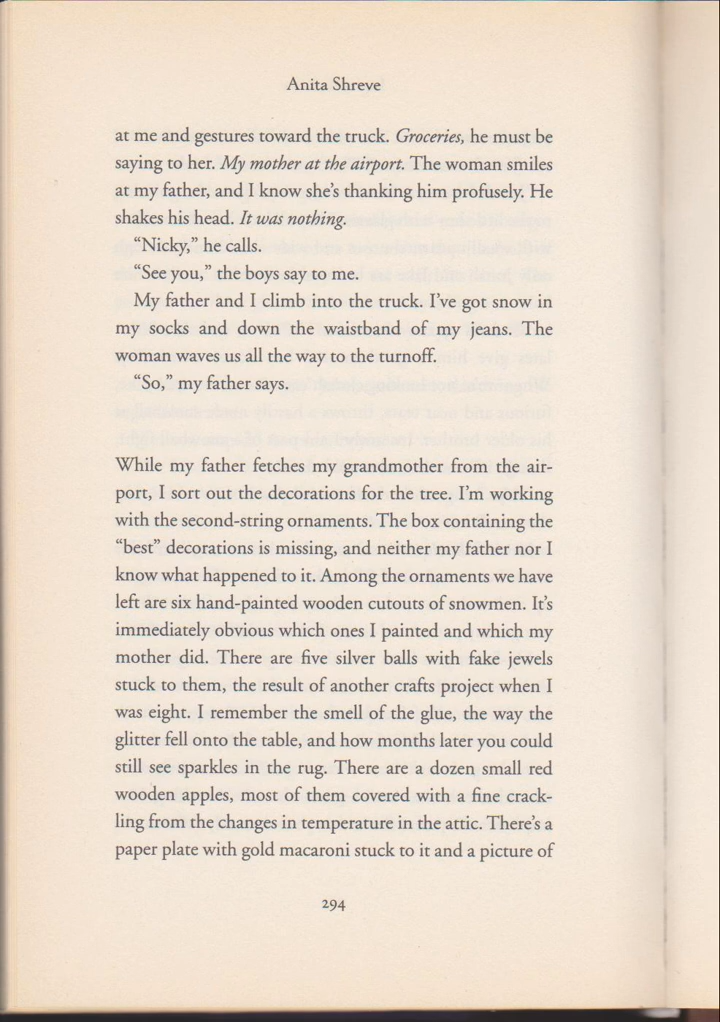 Anita Shreve
at me and gestures toward the truck. Groceries, he must be
saying to her. My mother at the airport. The woman smiles
at my father, and I know she's thanking him profusely. He
shakes his head. It was nothing.
“Nicky,” he calls.
“See you,” the boys say to me.
My father and I climb into the truck. I've got snow in
my socks and down the waistband of my jeans. The
woman waves us all the way to the turnoff.
“So,” my father says.
While my father fetches my grandmother from the air-
port, I sort out the decorations for the tree. I'm working
with the second-string ornaments. The box containing the
“best” decorations is missing, and neither my father nor I
know what happened to it. Among the ornaments we have
left are six hand-painted wooden cutouts of snowmen. It's
immediately obvious which ones I painted and which my
mother did. There are five silver balls with fake jewels
stuck to them, the result of another crafts project when I
was eight. I remember the smell of the glue, the way the
glitter fell onto the table, and how months later you could
still see sparkles in the rug. There are a dozen small red
wooden apples, most of them covered with a fine crack-
ling from the changes in temperature in the attic. There's a
paper plate with gold macaroni stuck to it and a picture of
294